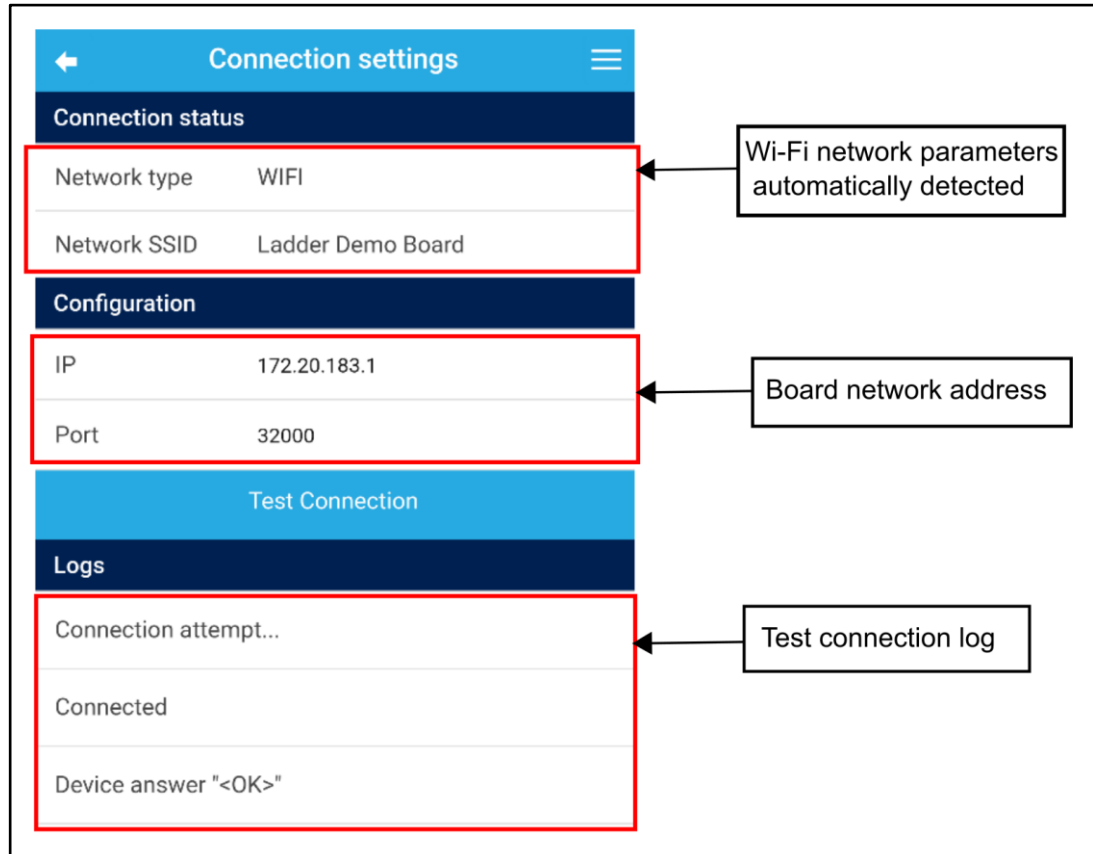 Connection settings
Connection status
Network type WIFI
Network SSID Ladder Demo Board
Wi-Fi network parameters
automatically detected
Configuration
IP 172.20.183.1
Port 32000
Board network address
Test Connection
Logs
Connection attempt...
Connected
Device answer "<OK>"
Test connection log